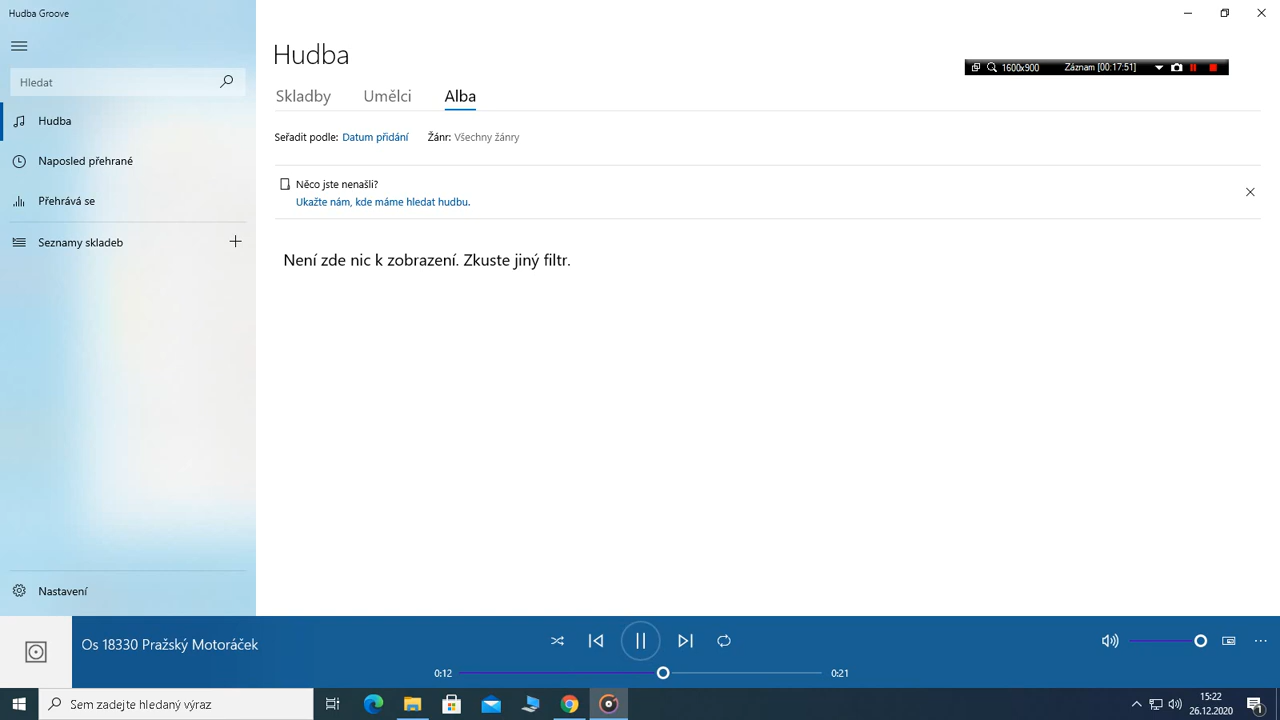 Hudba Groove
Hudba
1600x900 Záznam [00:17:51]
Hledat
Skladby Umělci Alba
Hudba
Seřadit podle: Datum přidání Žánr: Všechny žánry
Naposled přehrané
Něco jste nenašli?
Ukažte nám, kde máme hledat hudbu.
Přehrává se
Seznamy skladeb
Není zde nic k zobrazení. Zkuste jiný filtr.
Nastavení
Os 18330 Pražský Motoráček
0:12 0:21
Sem zadejte hledaný výraz
15:22
26.12.2020
1